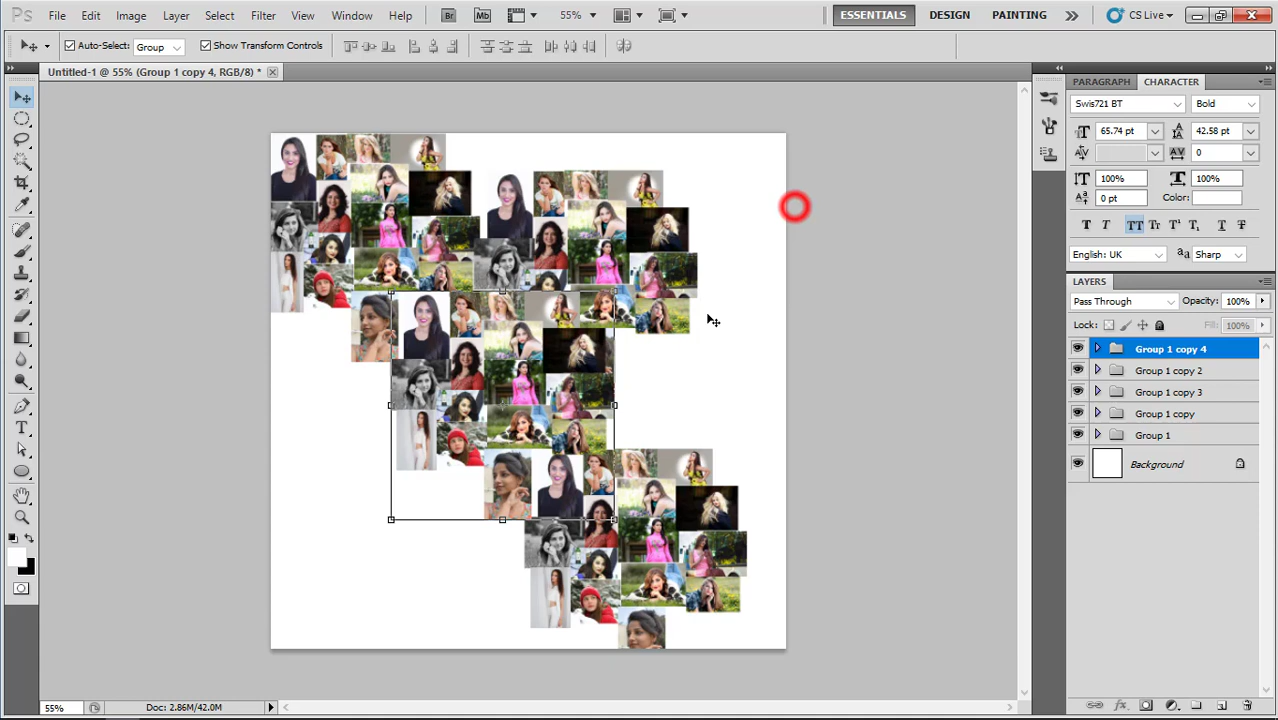 Ps File Edit Image Layer Select Filter View Window Help Br Mb 55% ESSENTIALS DESIGN PAINTING CS Live
Auto-Select: Group Show Transform Controls
Untitled-1 @ 55% (Group 1 copy 4, RGB/8) *
PARAGRAPH CHARACTER
Swis721 BT Bold
65.74 pt 42.58 pt
0
100% 100%
0 pt Color:
English: UK Sharp
LAYERS
Pass Through Opacity: 100%
Lock: Fill: 100%
Group 1 copy 4
Group 1 copy 2
Group 1 copy 3
Group 1 copy
Group 1
Background
55% Doc: 2.86M/42.0M